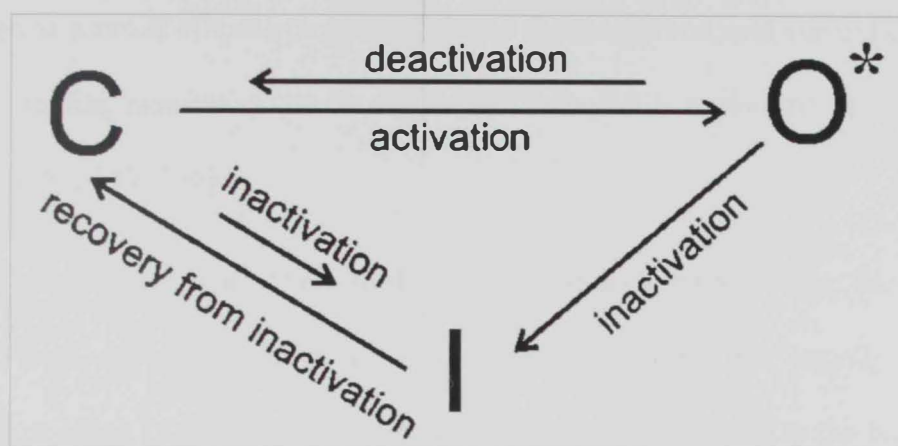 deactivation
C
O*
activation
inactivation
recovery from inactivation
inactivation
I